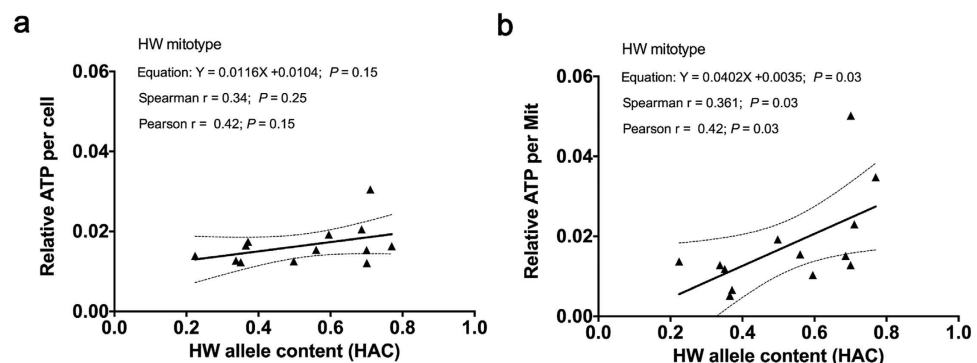 a
HW mitotype
Equation: Y = 0.0116X +0.0104; P = 0.15
Spearman r = 0.34; P = 0.25
Pearson r = 0.42; P = 0.15
Relative ATP per cell
0.06
0.04
0.02
0.00
0.0 0.2 0.4 0.6 0.8 1.0
HW allele content (HAC)
b
HW mitotype
Equation: Y = 0.0402X +0.0035; P = 0.03
Spearman r = 0.361; P = 0.03
Pearson r = 0.42; P = 0.03
Relative ATP per Mit
0.06
0.04
0.02
0.00
0.0 0.2 0.4 0.6 0.8 1.0
HW allele content (HAC)